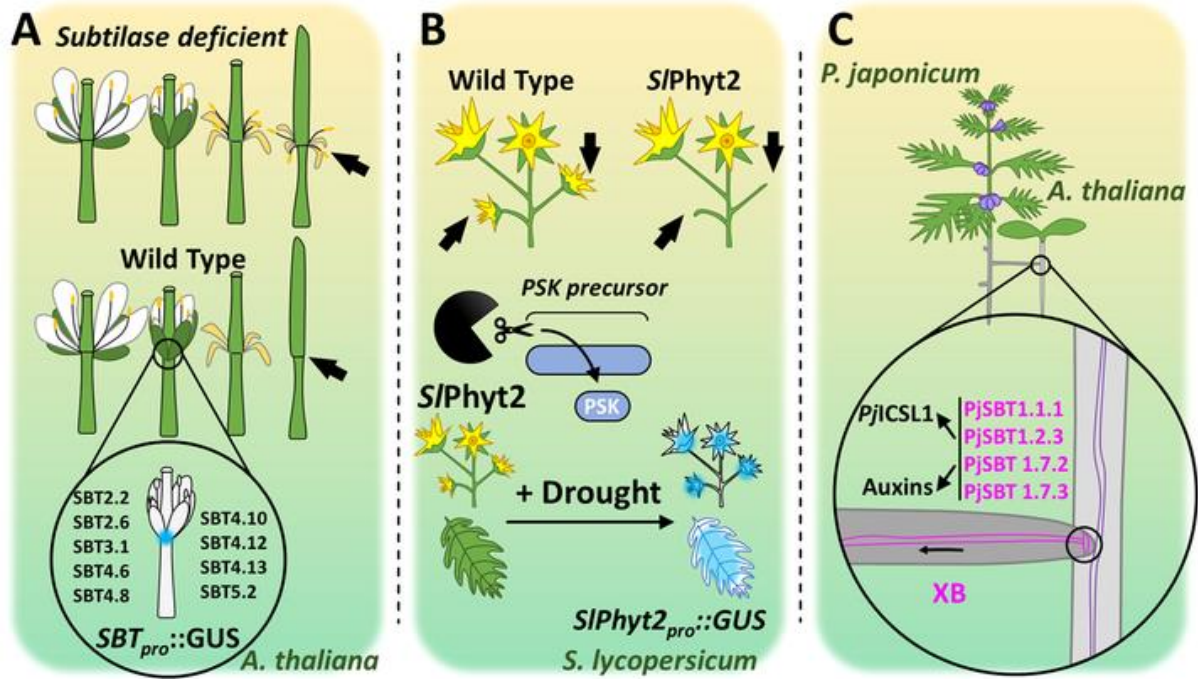 A
Subtilase deficient
Wild Type
SBT2.2
SBT2.6
SBT3.1
SBT4.6
SBT4.8
SBT4.10
SBT4.12
SBT4.13
SBT5.2
SBTpro::GUS
A. thaliana
B
Wild Type
SlPhyt2
PSK precursor
PSK
SlPhyt2
+ Drought
SlPhyt2pro::GUS
S. lycopersicum
C
P. japonicum
A. thaliana
PjICSL1
Auxins
PjSBT1.1.1
PjSBT1.2.3
PjSBT 1.7.2
PjSBT 1.7.3
XB